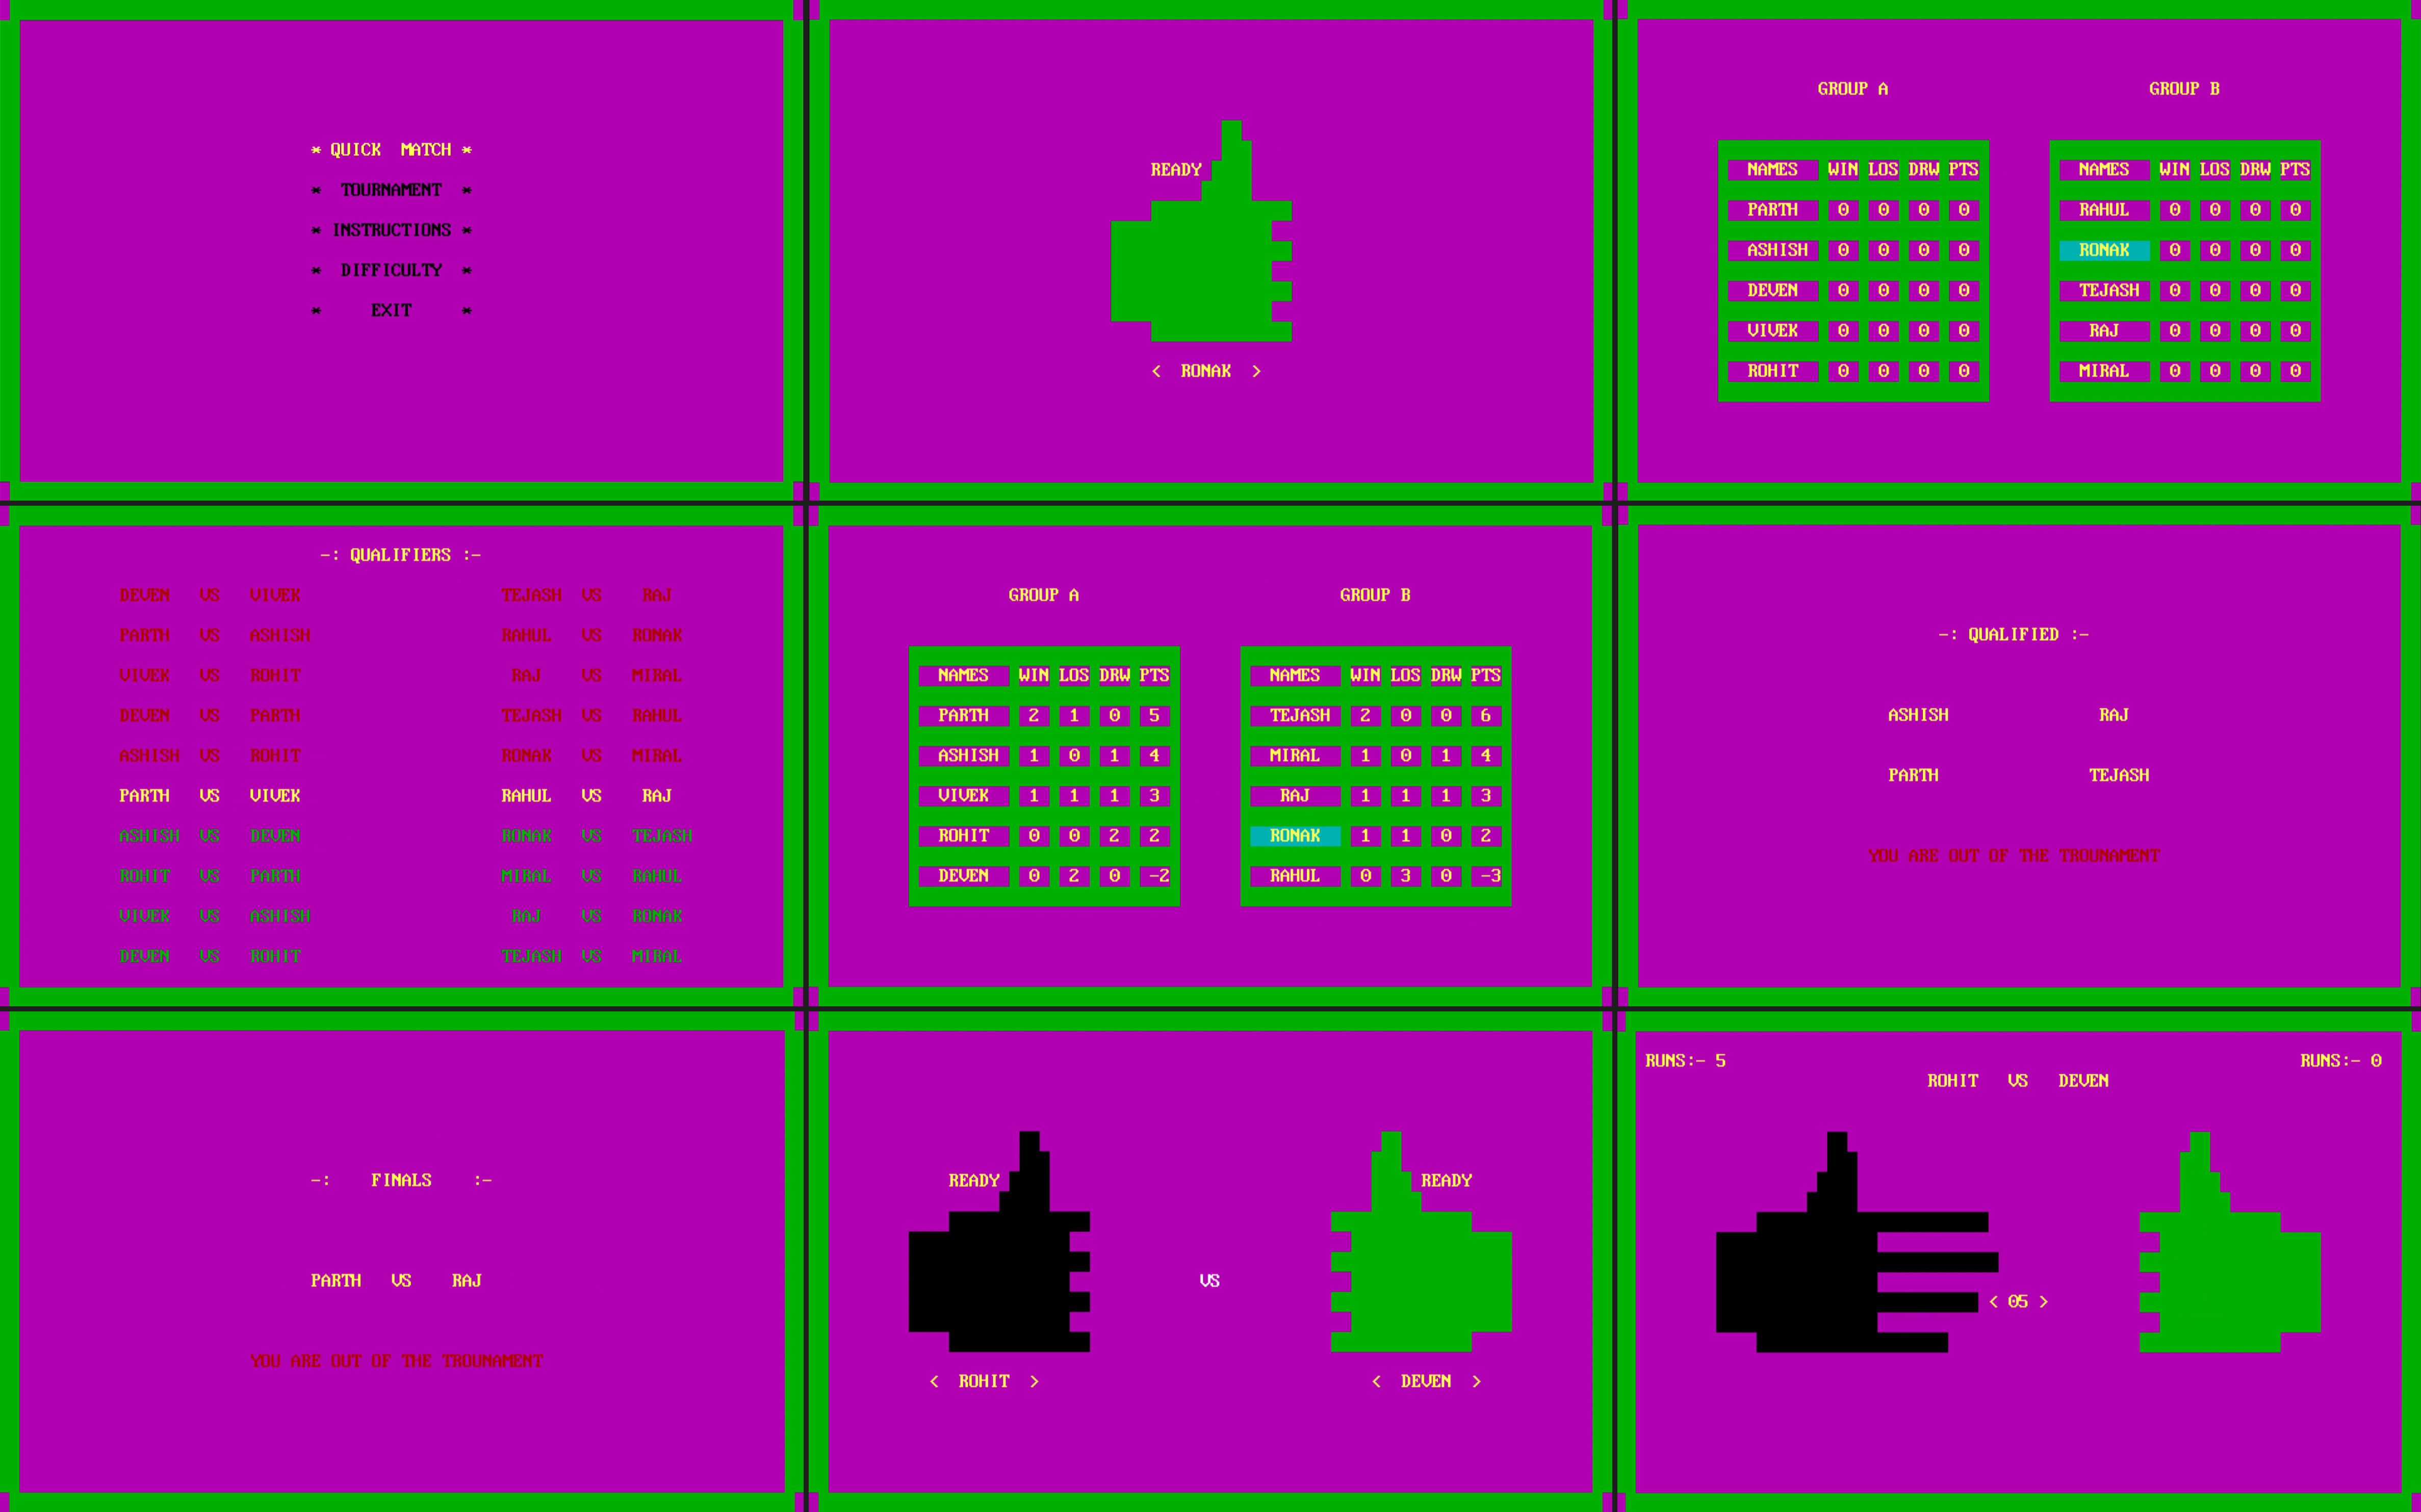 * QUICK  MATCH *
*  TOURNAMENT  *
* INSTRUCTIONS *
*  DIFFICULTY  *
*     EXIT     *
READY
<  RONAK  >
GROUP A GROUP B
NAMES WIN LOS DRW PTS NAMES WIN LOS DRW PTS
PARTH 0 0 0 0 RAHUL 0 0 0 0
ASHISH 0 0 0 0 RONAK 0 0 0 0
DEVEN 0 0 0 0 TEJASH 0 0 0 0
VIVEK 0 0 0 0 RAJ 0 0 0 0
ROHIT 0 0 0 0 MIRAL 0 0 0 0
-: QUALIFIERS :-
DEVEN VS VIVEK TEJASH VS RAJ
PARTH VS ASHISH RAHUL VS RONAK
VIVEK VS ROHIT RAJ VS MIRAL
DEVEN VS PARTH TEJASH VS RAHUL
ASHISH VS ROHIT RONAK VS MIRAL
PARTH VS VIVEK RAHUL VS RAJ
ASHISH VS DEVEN RONAK VS TEJASH
ROHIT VS PARTH MIRAL VS RAHUL
VIVEK VS ASHISH RAJ VS RONAK
DEVEN VS ROHIT TEJASH VS MIRAL
GROUP A GROUP B
NAMES WIN LOS DRW PTS NAMES WIN LOS DRW PTS
PARTH 2 1 0 5 TEJASH 2 0 0 6
ASHISH 1 0 1 4 MIRAL 1 0 1 4
VIVEK 1 1 1 3 RAJ 1 1 1 3
ROHIT 0 0 2 2 RONAK 1 1 0 2
DEVEN 0 2 0 -2 RAHUL 0 3 0 -3
-: QUALIFIED :-
ASHISH RAJ
PARTH TEJASH
YOU ARE OUT OF THE TROUNAMENT
-: FINALS :-
PARTH VS RAJ
YOU ARE OUT OF THE TROUNAMENT
READY READY
VS
< ROHIT > < DEVEN >
RUNS:- 5 RUNS:- 0
ROHIT VS DEVEN
< 05 >